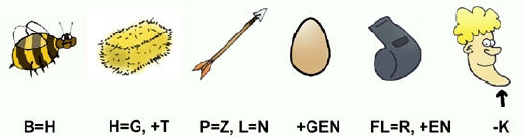 B=H H=G, +T P=Z, L=N +GEN FL=R, +EN -K